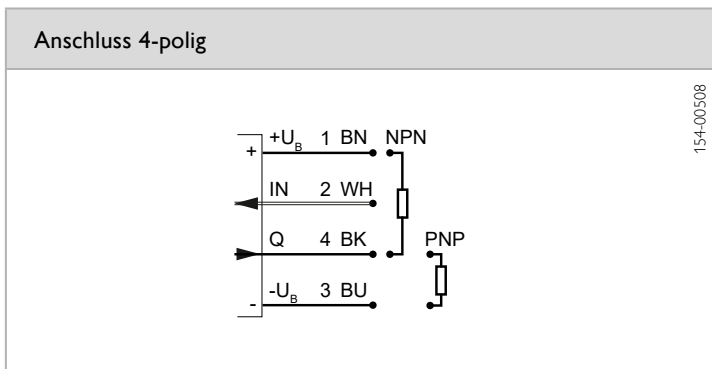 Anschluss 4-polig
154-00508
+U_B 1 BN NPN
+
IN 2 WH
Q 4 BK PNP
-U_B 3 BU
-